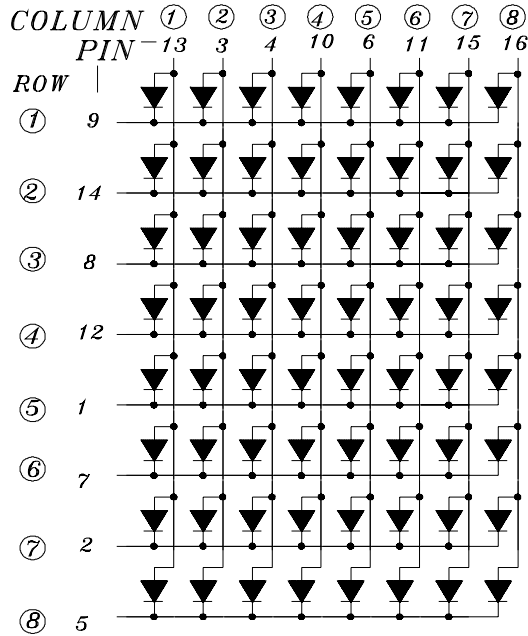 COLUMN ① ② ③ ④ ⑤ ⑥ ⑦ ⑧
PIN 13 3 4 10 6 11 15 16
ROW
① 9
② 14
③ 8
④ 12
⑤ 1
⑥ 7
⑦ 2
⑧ 5